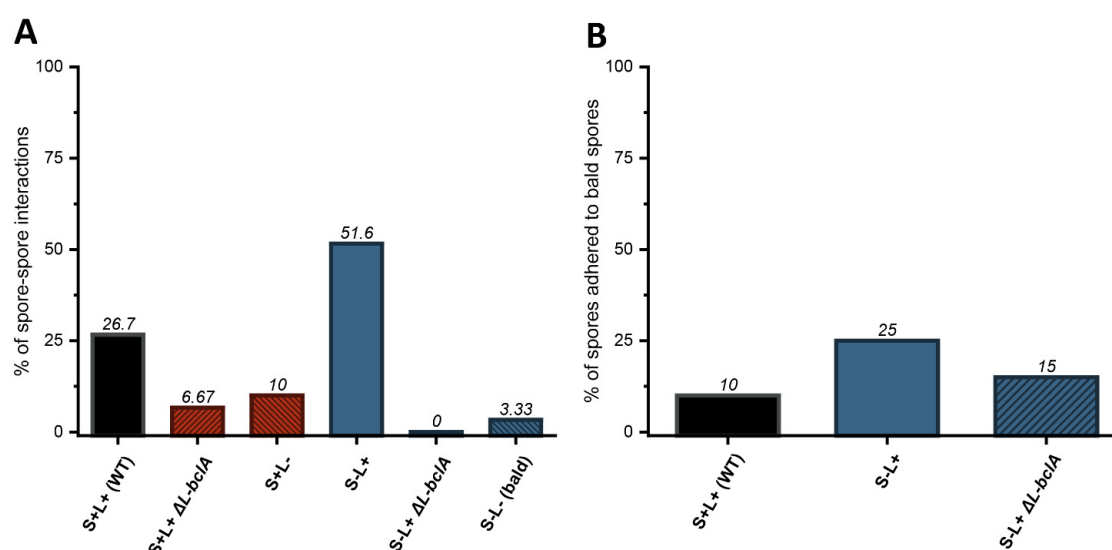 A
% of spore-spore interactions
100
75
50
25
0
26.7
6.67
10
51.6
0
3.33
S+L+ (WT)
S+L+ ΔL-bclA
S+L-
S-L+
S-L+ ΔL-bclA
S-L- (bald)
B
% of spores adhered to bald spores
100
75
50
25
0
10
25
15
S+L+ (WT)
S-L+
S-L+ ΔL-bclA